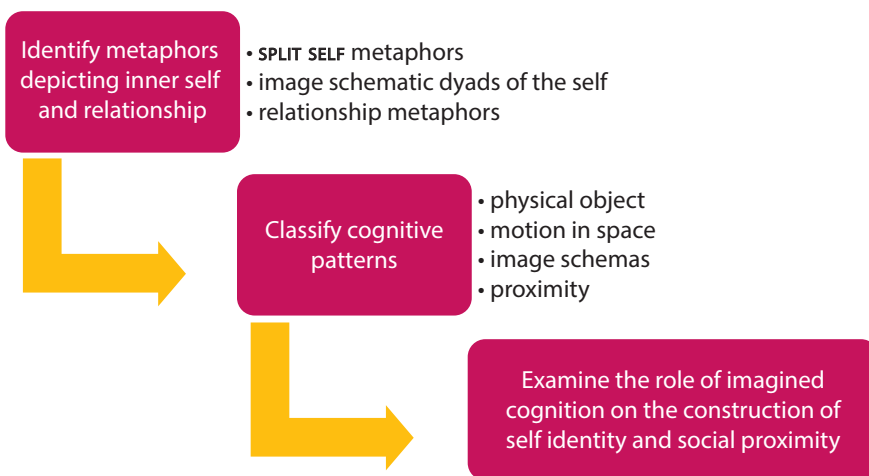 Identify metaphors
depicting inner self
and relationship
• SPLIT SELF metaphors
• image schematic dyads of the self
• relationship metaphors
Classify cognitive
patterns
• physical object
• motion in space
• image schemas
• proximity
Examine the role of imagined
cognition on the construction of
self identity and social proximity